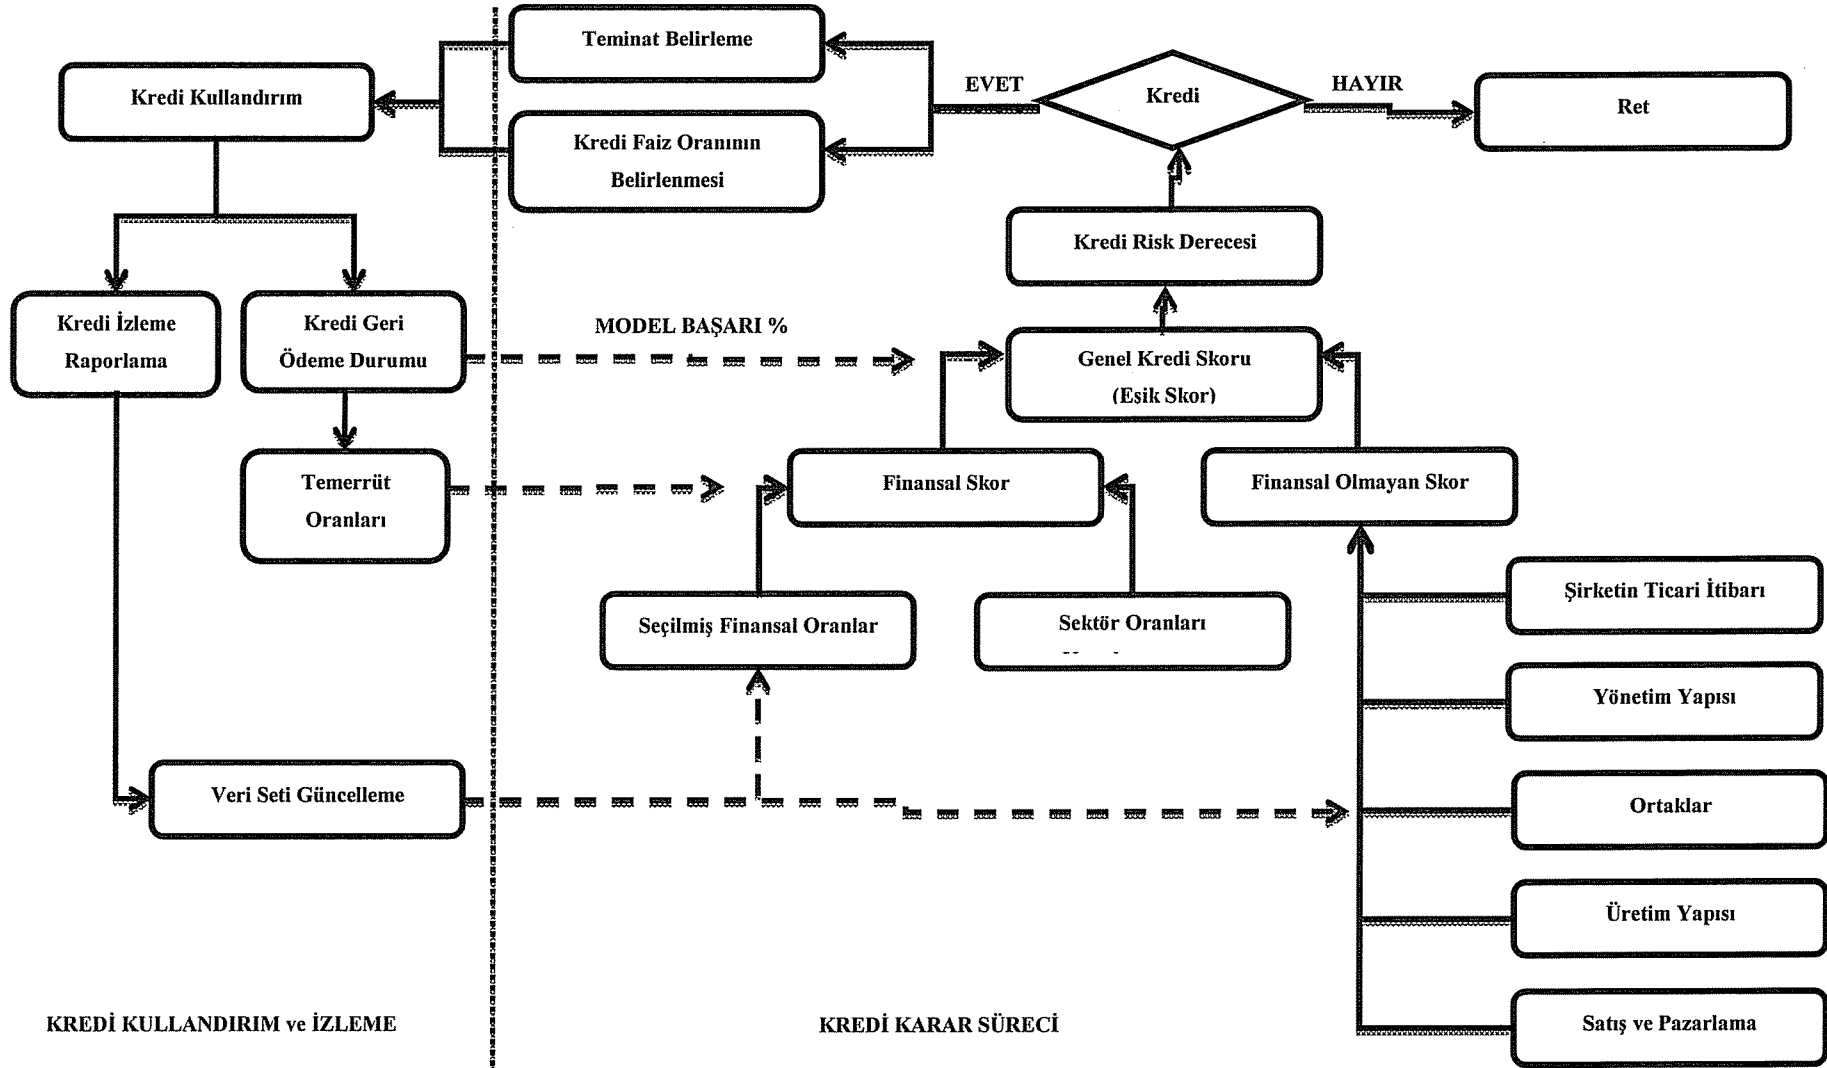 Teminat Belirleme
Kredi Kullandırım
EVET
Kredi
HAYIR
Ret
Kredi Faiz Oranının
Belirlenmesi
Kredi Risk Derecesi
Kredi İzleme
Raporlama
Kredi Geri
Ödeme Durumu
MODEL BAŞARI %
Genel Kredi Skoru
(Esik Skor)
Temerrüt
Oranları
Finansal Skor
Finansal Olmayan Skor
Şirketin Ticari İtibarı
Seçilmiş Finansal Oranlar
Sektör Oranları
Yönetim Yapısı
Veri Seti Güncelleme
Ortaklar
Üretim Yapısı
Satış ve Pazarlama
KREDİ KULLANDIRIM ve İZLEME
KREDİ KARAR SÜRECİ